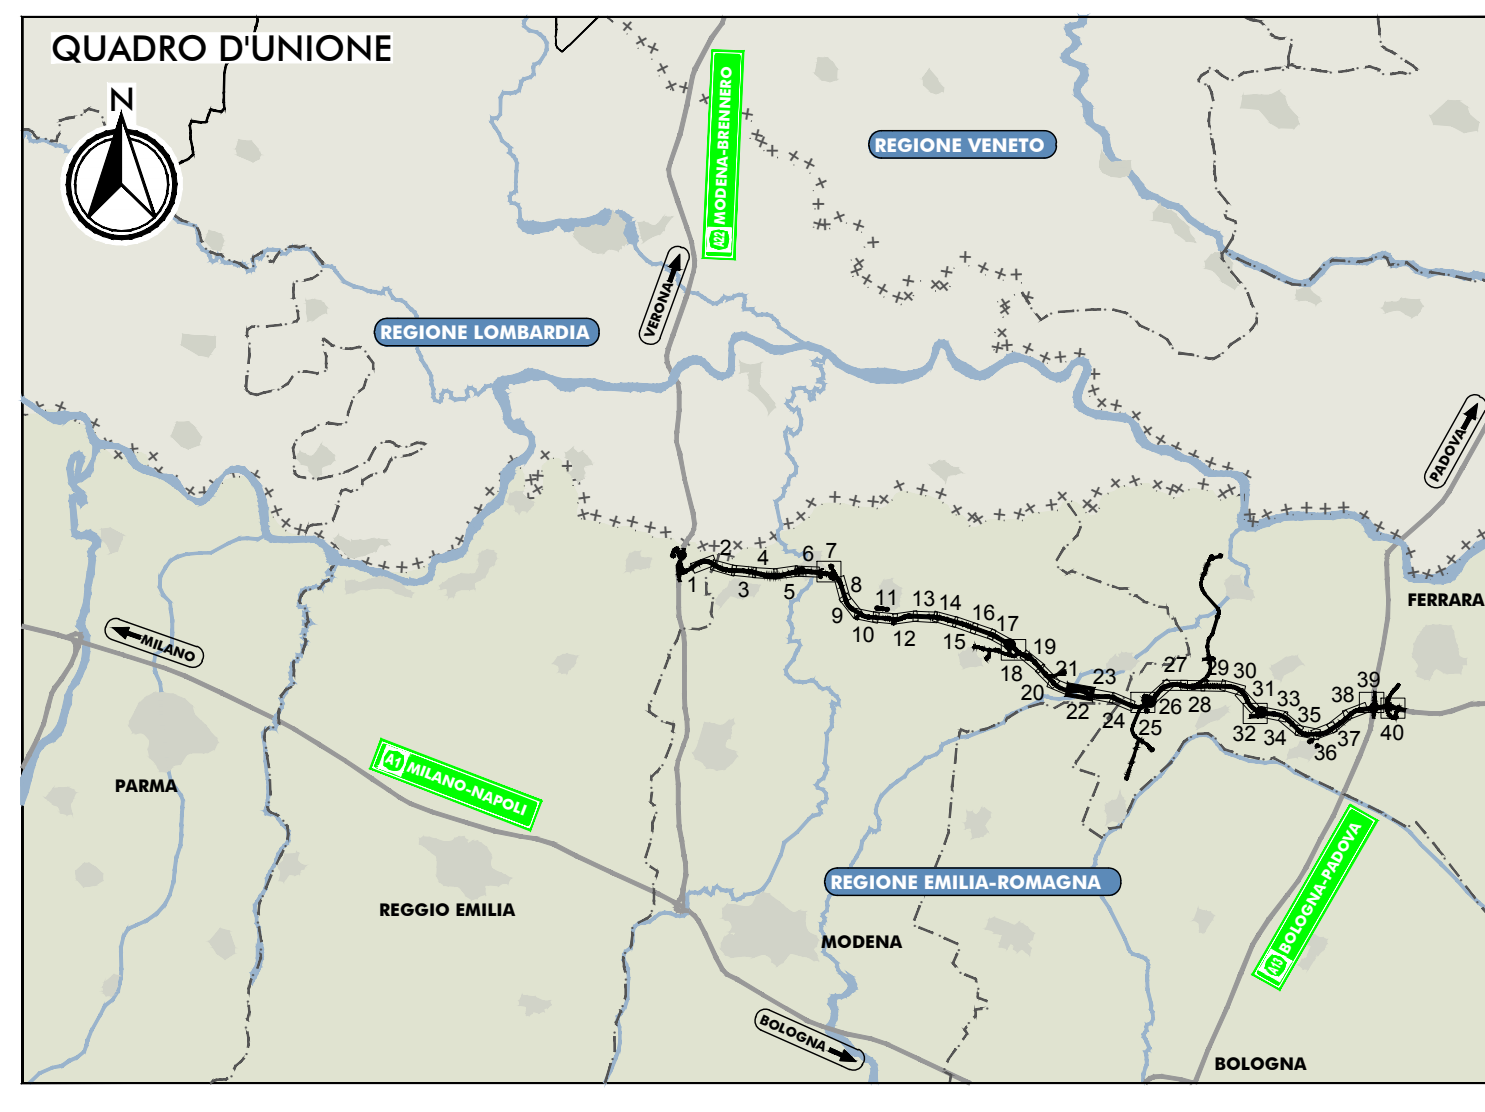 QUADRO D'UNIONE
N
A22 MODENA-BRENNERO
REGIONE VENETO
VERONA
REGIONE LOMBARDIA
PADOVA
FERRARA
MILANO
1
2
3
4
5
6
7
8
9
10
11
12
13
14
15
16
17
18
19
20
21
22
23
24
25
26
27
28
29
30
31
32
33
34
35
36
37
38
39
40
PARMA
A1 MILANO-NAPOLI
REGIONE EMILIA-ROMAGNA
REGGIO EMILIA
MODENA
A13 BOLOGNA-PADOVA
BOLOGNA
BOLOGNA